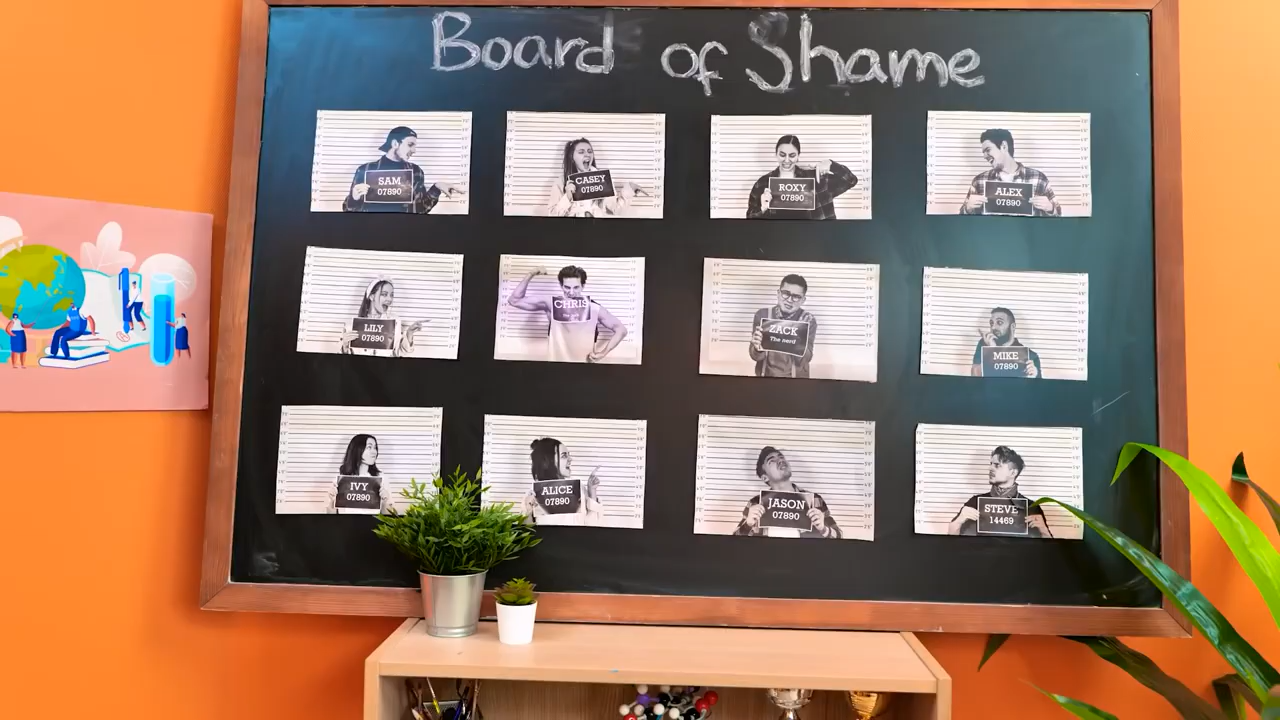 Board of Shame
SAM
07890
CASEY
07890
ROXY
07890
ALEX
07890
LILY
07890
CHRIS
ZACK
The nerd
MIKE
07890
IVY
07890
ALICE
07890
JASON
07890
STEVE
14469